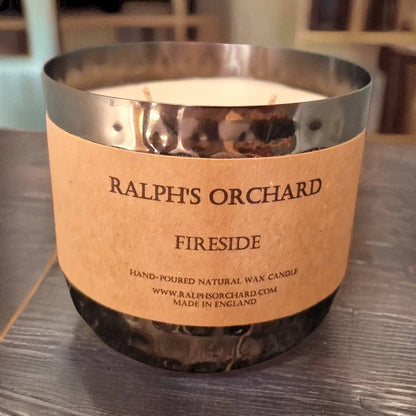 RALPH'S ORCHARD
FIRESIDE
HAND-POURED NATURAL WAX CANDLE
WWW.RALPHSORCHARD.COM
MADE IN ENGLAND